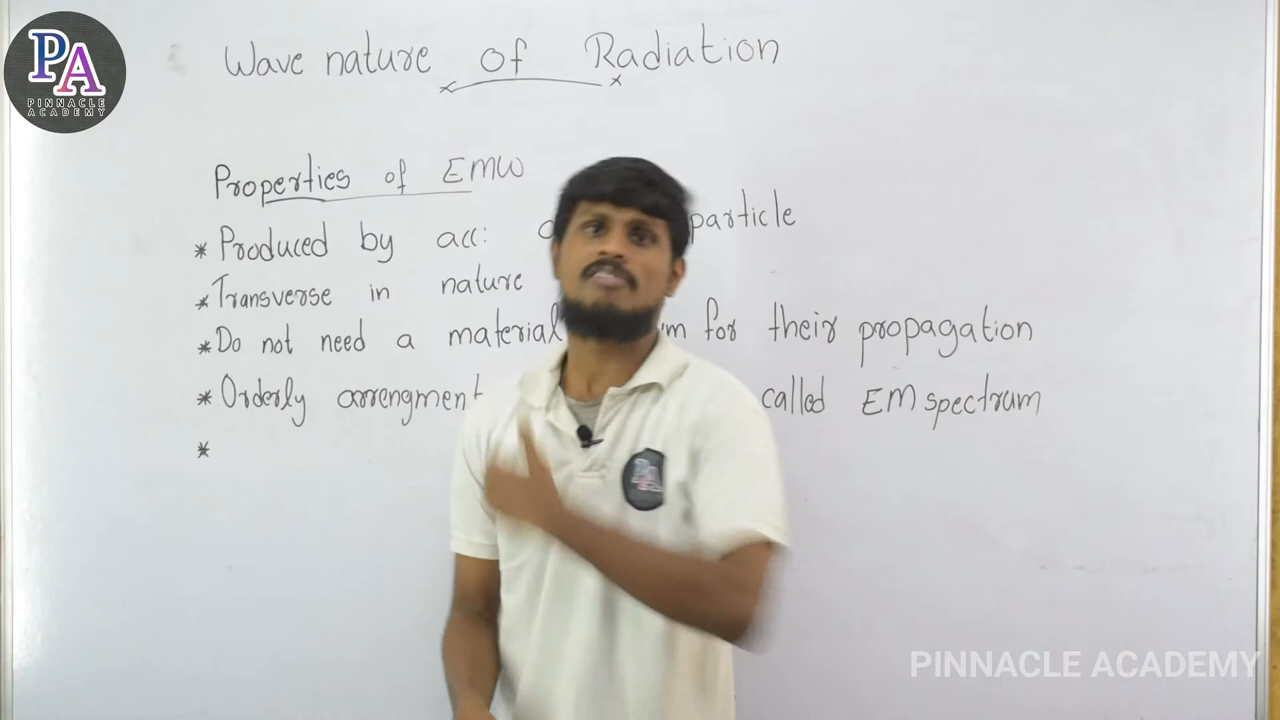 PA
PINNACLE
ACADEMY
Wave nature of Radiation
Properties of EMW
* Produced by acc: particle
* Transverse in nature
* Do not need a material for their propagation
* Orderly arrengment called EM spectrum
*
PA
PINNACLE ACADEMY